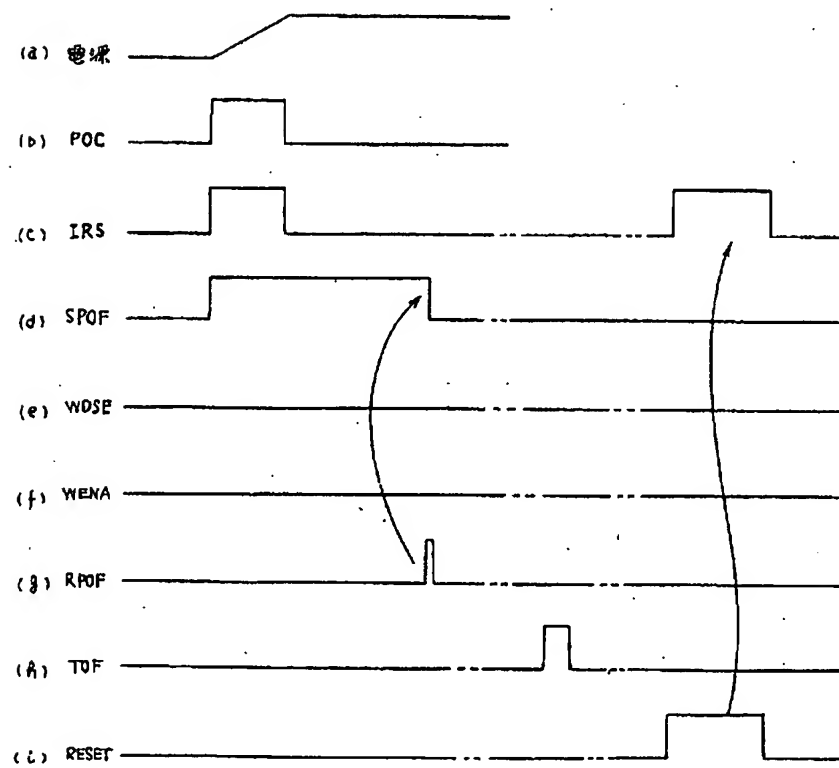 (a) 電源
(b) POC
(c) IRS
(d) SPOF
(e) WDSE
(f) WENA
(g) RPOF
(h) TOF
(i) RESET